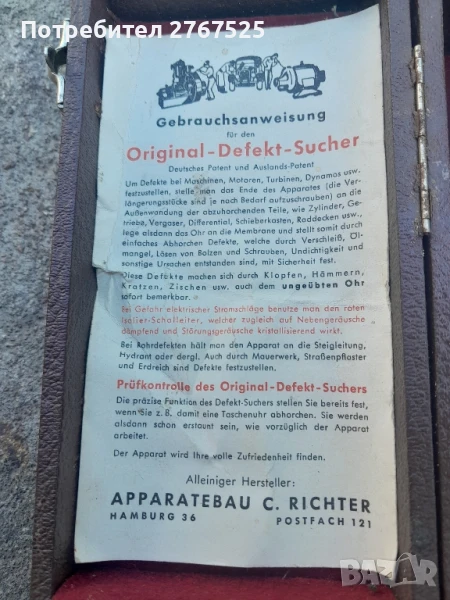 Потребител 2767525
Gebrauchsanweisung
für den
Original-Defekt-Sucher
Deutsches Patent und Auslands-Patent
Um Defekte bei Maschinen, Motoren, Turbinen, Dynamos usw.
festzustellen, stelle man das Ende des Apparates (die Ver-
längerungsstücke sind je nach Bedarf aufzuschrauben) an die
Außenwandung der abzuhorchenden Teile, wie Zylinder, Ge-
triebe, Vergaser, Differential, Schieberkasten, Raddecken usw.,
lege alsdann das Ohr an die Membrane und stellt somit durch
einfaches Abhorchen Defekte, welche durch Verschleiß, Öl-
mangel, Lösen von Bolzen und Schrauben, Undichtigkeit und
sonstige Ursachen entstanden sind, mit Sicherheit fest.
Diese Defekte machen sich durch Klopfen, Hämmern,
Kratzen, Zischen usw. auch dem ungeübten Ohr
sofort bemerkbar.
Bei Gefahr elektrischer Stromschläge benutze man den roten
Isolier-Schalleiter, welcher zugleich auf Nebengeräusche
dämpfend und Störungsgeräusche kristallisierend wirkt.
Bei Rohrdefekten hält man den Apparat an die Steigleitung,
Hydrant oder dergl. Auch durch Mauerwerk, Straßenpflaster
und Erdreich sind Defekte festzustellen.
Prüfkontrolle des Original-Defekt-Suchers
Die präzise Funktion des Defekt-Suchers stellen Sie bereits fest,
wenn Sie z. B. damit eine Taschenuhr abhorchen. Sie werden
alsdann schon erstaunt sein, wie vorzüglich der Apparat
arbeitet.
Der Apparat wird Ihre volle Zufriedenheit finden.
Alleiniger Hersteller:
APPARATEBAU C. RICHTER
HAMBURG 36 POSTFACH 121
BAZAR